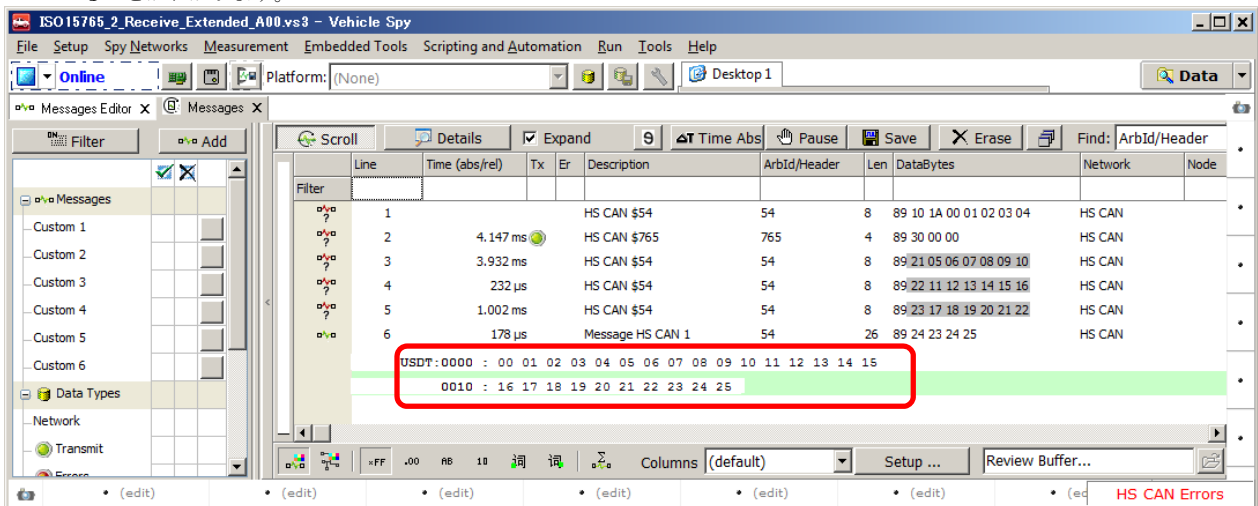 ISO15765_2_Receive_Extended_A00.vs3 - Vehicle Spy
File Setup Spy Networks Measurement Embedded Tools Scripting and Automation Run Tools Help
Online Platform: (None) Desktop 1 Data
Messages Editor X Messages X
Filter Add Scroll Details Expand 9 ΔT Time Abs Pause Save Erase Find: ArbId/Header
Line Time (abs/rel) Tx Er Description ArbId/Header Len DataBytes Network Node
Filter
Messages
Custom 1
Custom 2
Custom 3
Custom 4
Custom 5
Custom 6
Data Types
Network
Transmit
Errors
1 HS CAN $54 54 8 89 10 1A 00 01 02 03 04 HS CAN
2 4.147 ms HS CAN $765 765 4 89 30 00 00 HS CAN
3 3.932 ms HS CAN $54 54 8 89 21 05 06 07 08 09 10 HS CAN
4 232 µs HS CAN $54 54 8 89 22 11 12 13 14 15 16 HS CAN
5 1.002 ms HS CAN $54 54 8 89 23 17 18 19 20 21 22 HS CAN
6 178 µs Message HS CAN 1 54 26 89 24 23 24 25 HS CAN
USDT:0000 : 00 01 02 03 04 05 06 07 08 09 10 11 12 13 14 15
0010 : 16 17 18 19 20 21 22 23 24 25
×FF .00 AB 10 词 词 Σ Columns (default) Setup ... Review Buffer...
(edit) (edit) (edit) (edit) (edit) (edit) HS CAN Errors